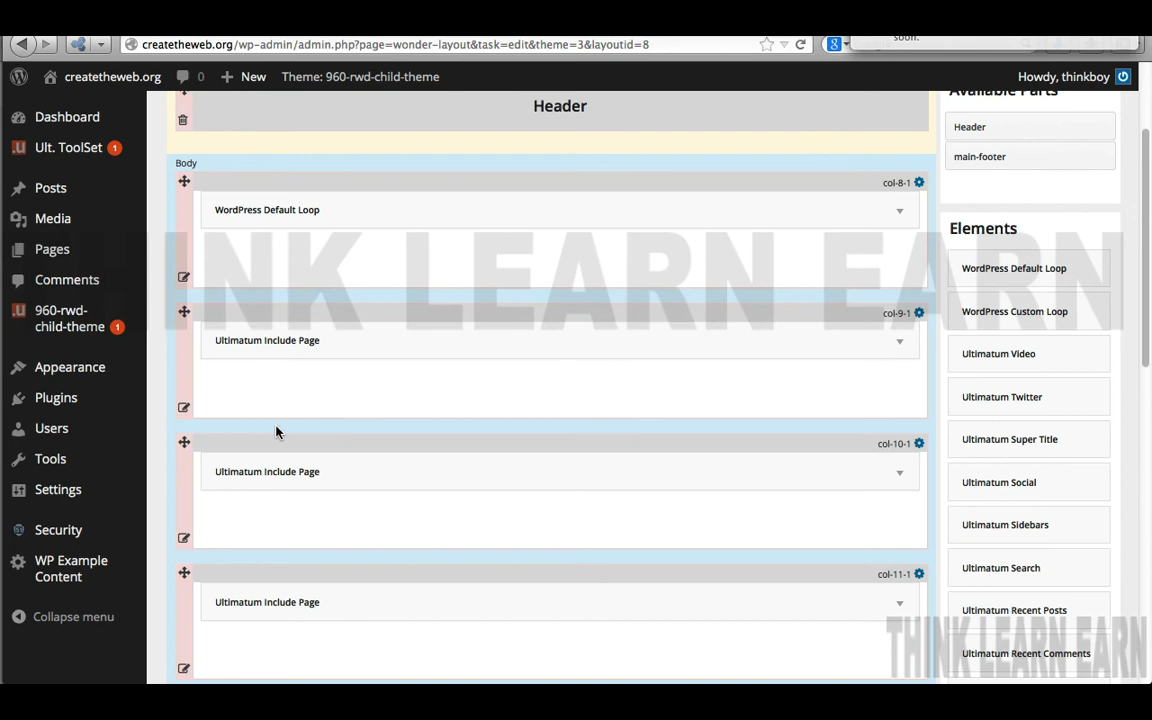 soon.
createtheweb.org/wp-admin/admin.php?page=wonder-layout&task=edit&theme=3&layoutid=8
createtheweb.org 0 New Theme: 960-rwd-child-theme Howdy, thinkboy
Dashboard
Ult. ToolSet 1
Posts
Media
Pages
Comments
960-rwd-
child-theme 1
Appearance
Plugins
Users
Tools
Settings
Security
WP Example
Content
Collapse menu
Header
Body
col-8-1
WordPress Default Loop
col-9-1
Ultimatum Include Page
col-10-1
Ultimatum Include Page
col-11-1
Ultimatum Include Page
Available Parts
Header
main-footer
Elements
WordPress Default Loop
WordPress Custom Loop
Ultimatum Video
Ultimatum Twitter
Ultimatum Super Title
Ultimatum Social
Ultimatum Sidebars
Ultimatum Search
Ultimatum Recent Posts
Ultimatum Recent Comments
THINK LEARN EARN
THINK LEARN EARN